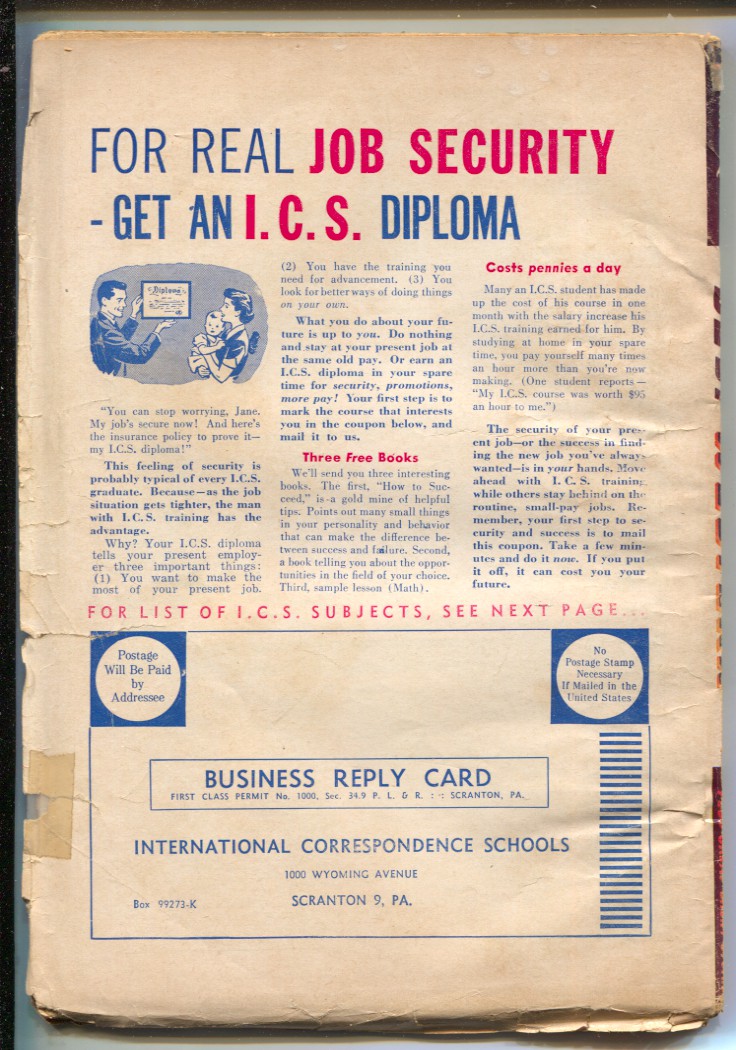 FOR REAL JOB SECURITY
- GET AN I.C.S. DIPLOMA
Diploma
"You can stop worrying, Jane.
My job's secure now! And here's
the insurance policy to prove it—
my I.C.S. diploma!"
This feeling of security is
probably typical of every I.C.S.
graduate. Because—as the job
situation gets tighter, the man
with I.C.S. training has the
advantage.
Why? Your I.C.S. diploma
tells your present employ-
er three important things:
(1) You want to make the
most of your present job.
(2) You have the training you
need for advancement. (3) You
look for better ways of doing things
on your own.
What you do about your fu-
ture is up to you. Do nothing
and stay at your present job at
the same old pay. Or earn an
I.C.S. diploma in your spare
time for security, promotions,
more pay! Your first step is to
mark the course that interests
you in the coupon below, and
mail it to us.
Three Free Books
We'll send you three interesting
books. The first, "How to Suc-
ceed," is a gold mine of helpful
tips. Points out many small things
in your personality and behavior
that can make the difference be-
tween success and failure. Second,
a book telling you about the oppor-
tunities in the field of your choice.
Third, sample lesson (Math).
Costs pennies a day
Many an I.C.S. student has made
up the cost of his course in one
month with the salary increase his
I.C.S. training earned for him. By
studying at home in your spare
time, you pay yourself many times
an hour more than you're now
making. (One student reports—
"My I.C.S. course was worth $95
an hour to me.")
The security of your pres-
ent job—or the success in find-
ing the new job you've always
wanted—is in your hands. Move
ahead with I.C.S. training
while others stay behind on the
routine, small-pay jobs. Re-
member, your first step to se-
curity and success is to mail
this coupon. Take a few min-
utes and do it now. If you put
it off, it can cost you your
future.
FOR LIST OF I.C.S. SUBJECTS, SEE NEXT PAGE...
Postage
Will Be Paid
by
Addressee
No
Postage Stamp
Necessary
If Mailed in the
United States
BUSINESS REPLY CARD
FIRST CLASS PERMIT No. 1000, Sec. 34.9 P. L. & R. : : SCRANTON, PA.
INTERNATIONAL CORRESPONDENCE SCHOOLS
1000 WYOMING AVENUE
Box 99273-K
SCRANTON 9, PA.